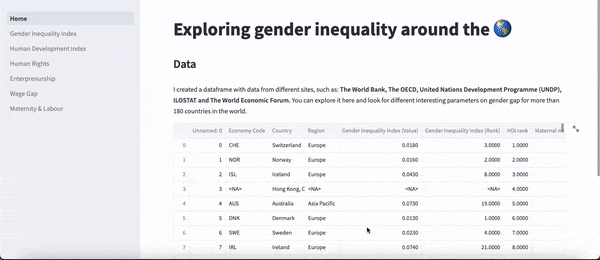 Home
Gender Inequality Index
Human Development Index
Human Rights
Enterprenurship
Wage Gap
Maternity & Labour
Exploring gender inequality around the 🌎
Data
I created a dataframe with data from different sites, such as: The World Bank, The OECD, United Nations Development Programme (UNDP),
ILOSTAT and The World Economic Forum. You can explore it here and look for different interesting parameters on gender gap for more than
180 countries in the world.
Unnamed: 0 Economy Code Country Region Gender Inequality Index (Value) Gender Inequality Index (Rank) HDI rank Maternal
0 0 CHE Switzerland Europe 0.0180 3.0000 1.0000
1 1 NOR Norway Europe 0.0160 2.0000 2.0000
2 2 ISL Iceland Europe 0.0430 8.0000 3.0000
3 3 <NA> Hong Kong, C <NA> <NA> <NA> 4.0000
4 4 AUS Australia Asia Pacific 0.0730 19.0000 5.0000
5 5 DNK Denmark Europe 0.0130 1.0000 6.0000
6 6 SWE Sweden Europe 0.0230 4.0000 7.0000
7 7 IRL Ireland Europe 0.0740 21.0000 8.0000